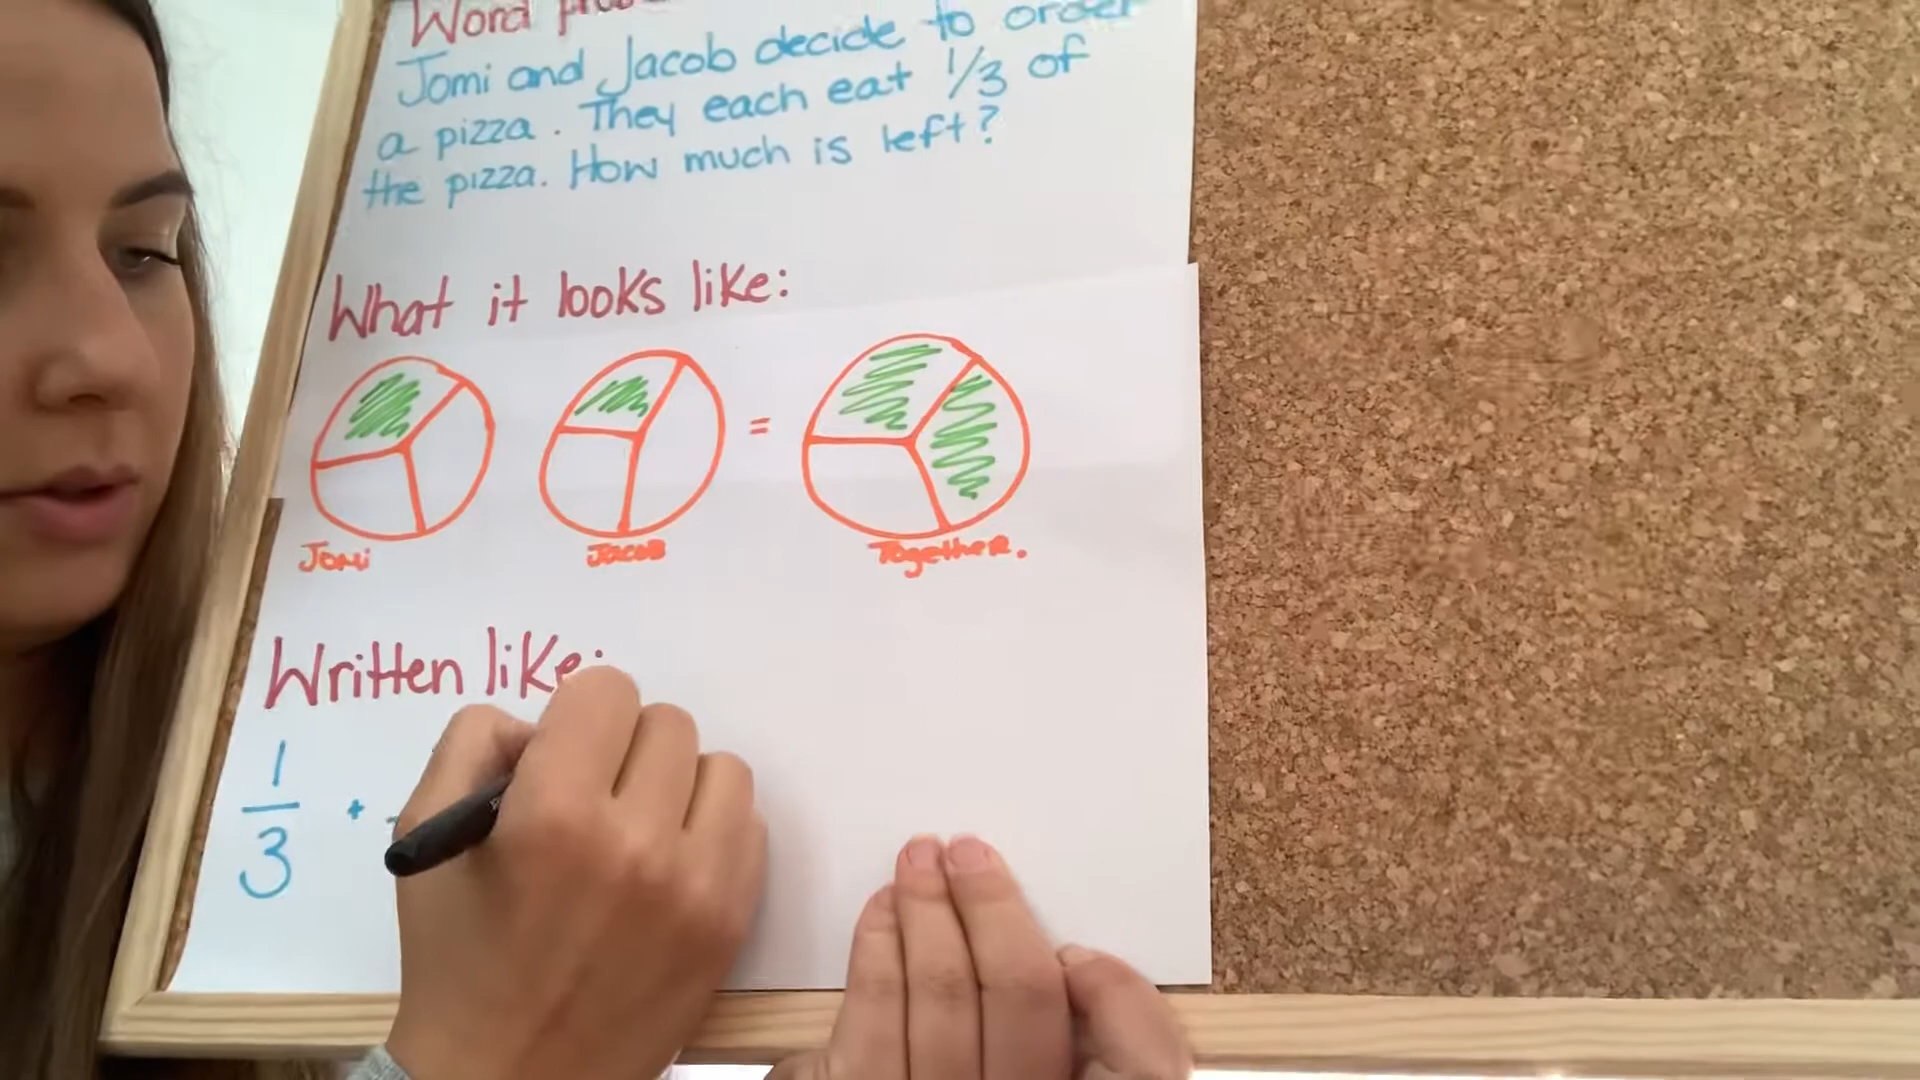 Word
Jomi and Jacob decide to order
a pizza. They each eat 1/3 of
the pizza. How much is left?
What it looks like:
=
Jomi Jacob Together.
Written like:
1
3
+